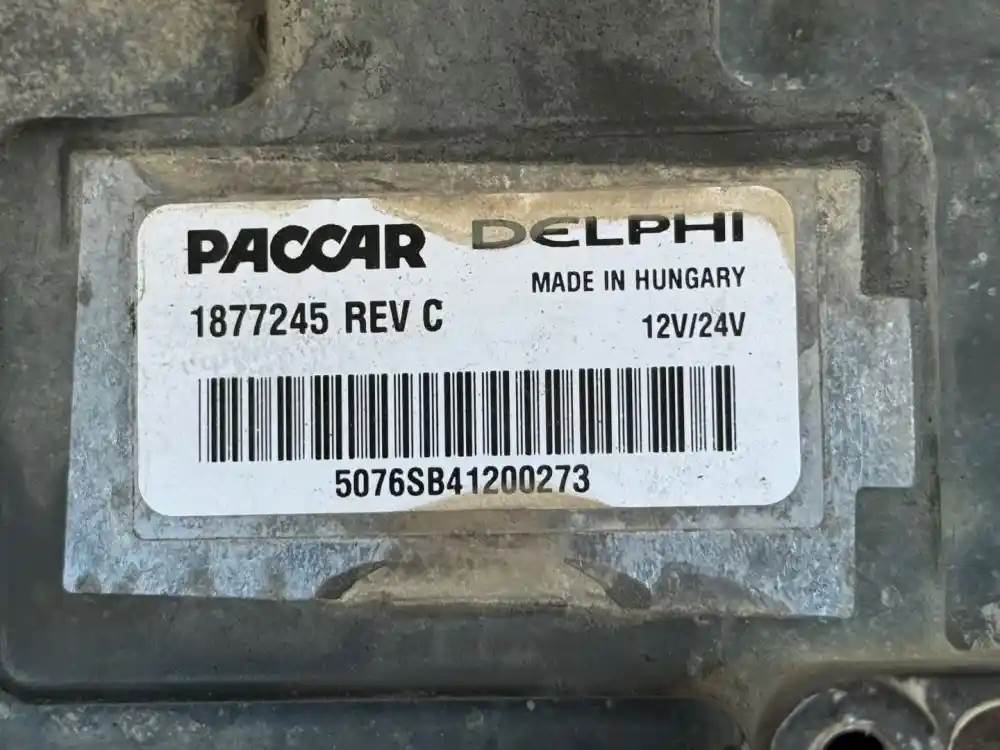 PACCAR DELPHI
MADE IN HUNGARY
1877245 REV C
12V/24V
5076SB41200273